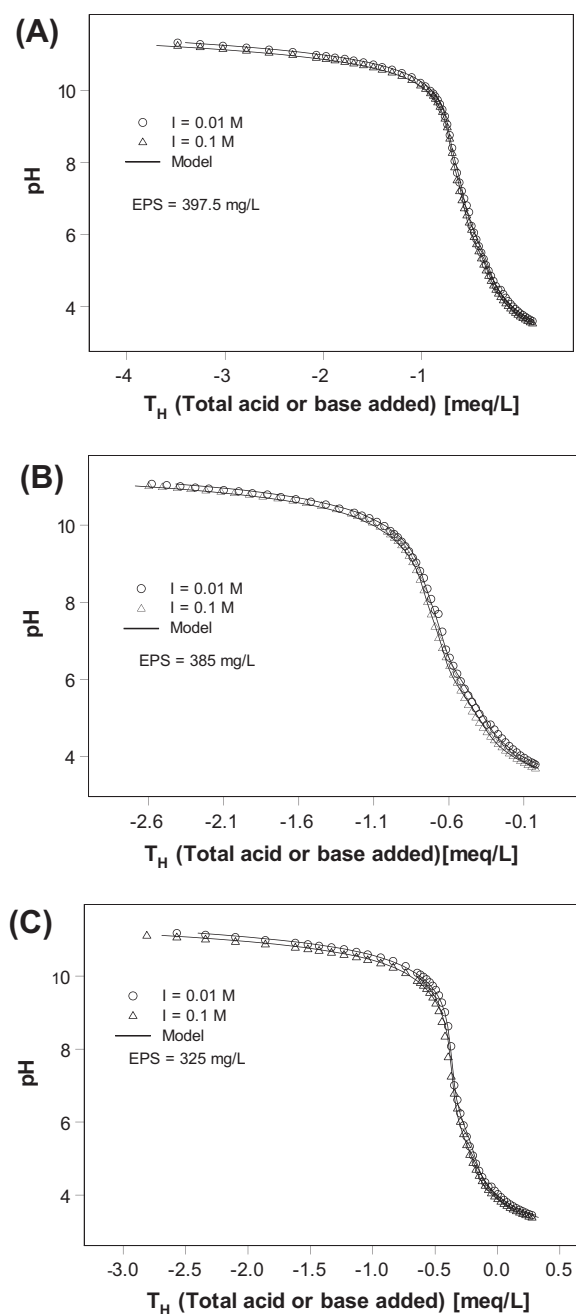 (A)
10
8
6
4
pH
I = 0.01 M
I = 0.1 M
Model
EPS = 397.5 mg/L
-4 -3 -2 -1
T_H (Total acid or base added) [meq/L]
(B)
10
8
6
4
pH
I = 0.01 M
I = 0.1 M
Model
EPS = 385 mg/L
-2.6 -2.1 -1.6 -1.1 -0.6 -0.1
T_H (Total acid or base added)[meq/L]
(C)
10
8
6
4
pH
I = 0.01 M
I = 0.1 M
Model
EPS = 325 mg/L
-3.0 -2.5 -2.0 -1.5 -1.0 -0.5 0.0 0.5
T_H (Total acid or base added) [meq/L]